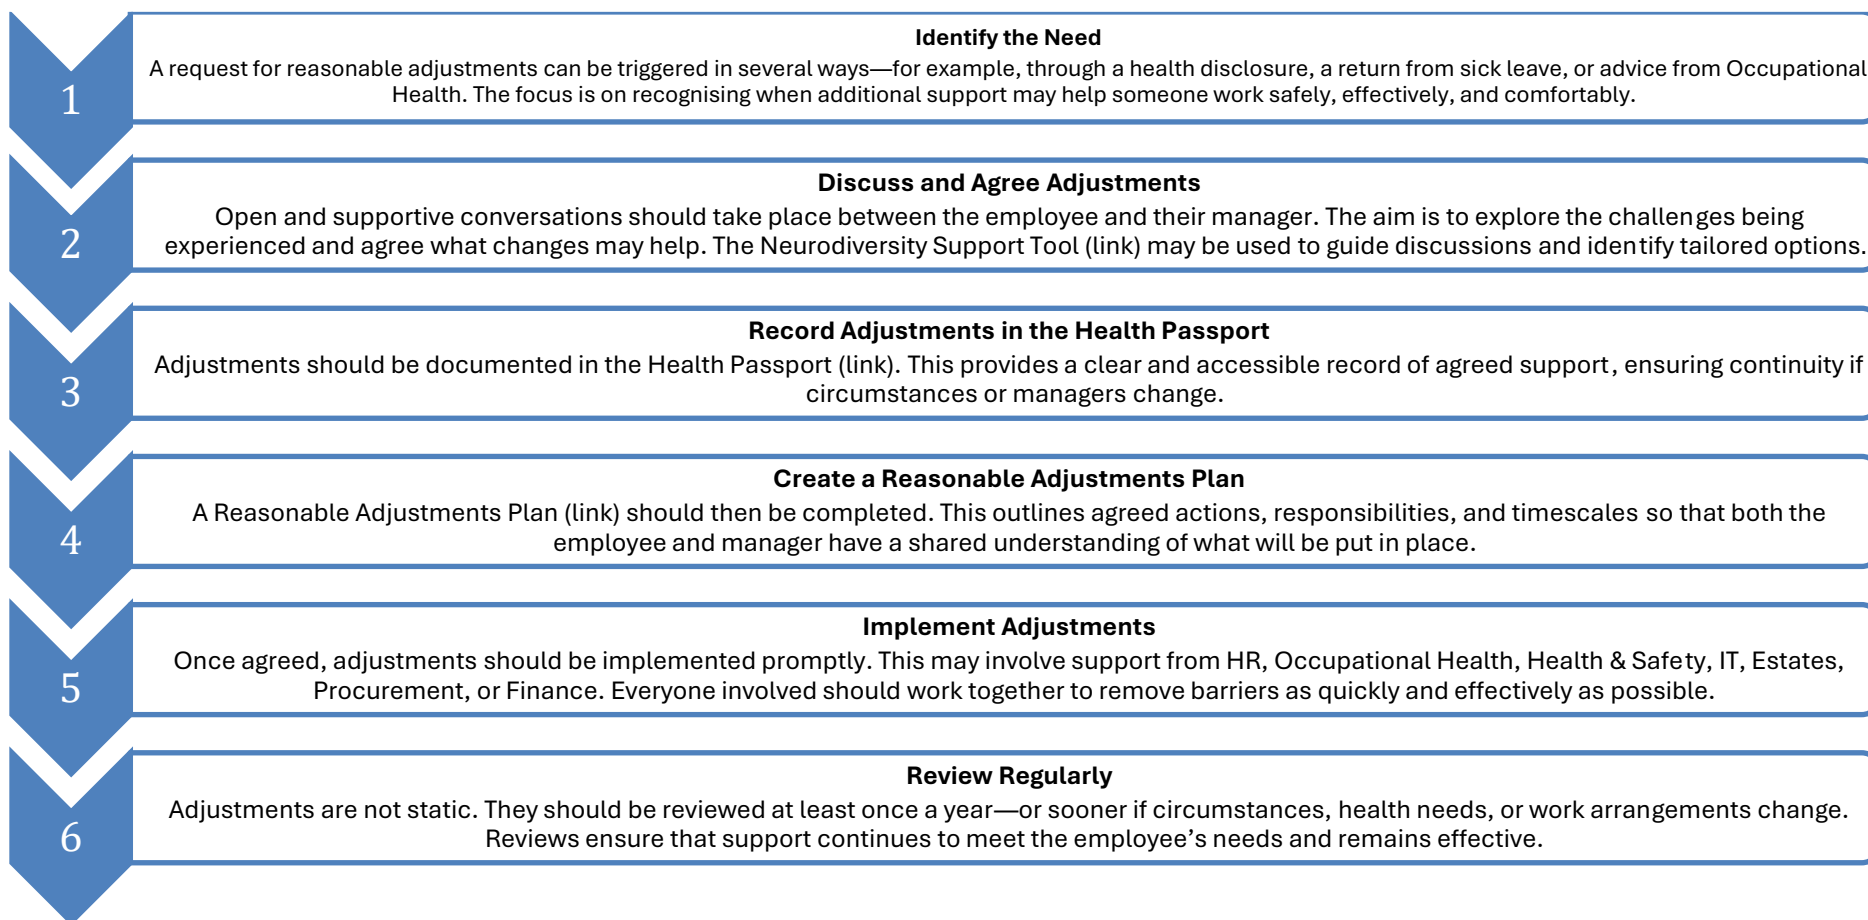 1
Identify the Need
A request for reasonable adjustments can be triggered in several ways—for example, through a health disclosure, a return from sick leave, or advice from Occupational
Health. The focus is on recognising when additional support may help someone work safely, effectively, and comfortably.
2
Discuss and Agree Adjustments
Open and supportive conversations should take place between the employee and their manager. The aim is to explore the challenges being
experienced and agree what changes may help. The Neurodiversity Support Tool (link) may be used to guide discussions and identify tailored options.
3
Record Adjustments in the Health Passport
Adjustments should be documented in the Health Passport (link). This provides a clear and accessible record of agreed support, ensuring continuity if
circumstances or managers change.
4
Create a Reasonable Adjustments Plan
A Reasonable Adjustments Plan (link) should then be completed. This outlines agreed actions, responsibilities, and timescales so that both the
employee and manager have a shared understanding of what will be put in place.
5
Implement Adjustments
Once agreed, adjustments should be implemented promptly. This may involve support from HR, Occupational Health, Health & Safety, IT, Estates,
Procurement, or Finance. Everyone involved should work together to remove barriers as quickly and effectively as possible.
6
Review Regularly
Adjustments are not static. They should be reviewed at least once a year—or sooner if circumstances, health needs, or work arrangements change.
Reviews ensure that support continues to meet the employee’s needs and remains effective.